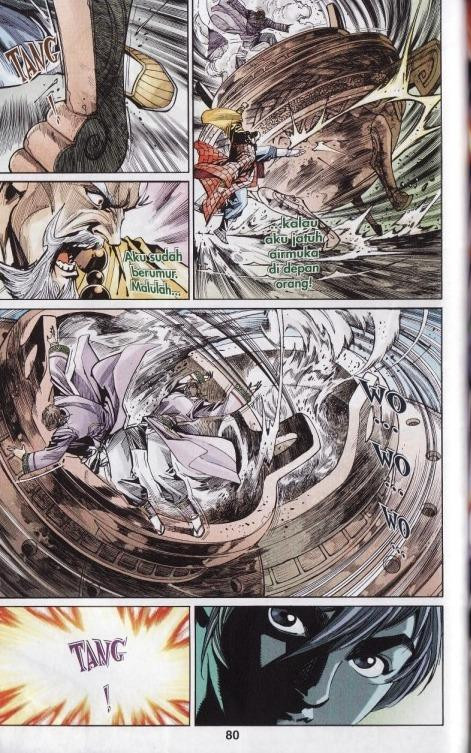 TANG
!
Aku sudah
berumur.
Malulah...
...kalau
aku jatuh
airmuka
di depan
orang!
WO
...
WO
...
WO
...
TANG
!
80